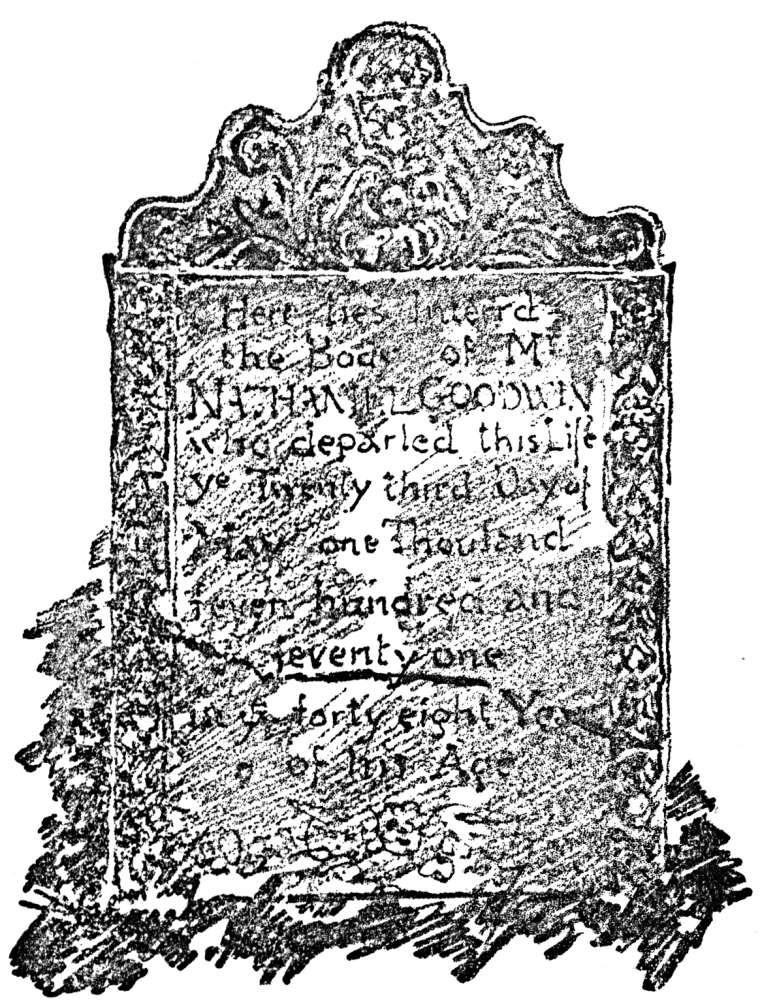 Here lies Interr'd
the Body of Mr
NATHANIEL GOODWIN
who departed this Life
ye Twenty third Day of
May one Thousand
seven hundred and
seventy one
in ye forty eight Year
of his Age